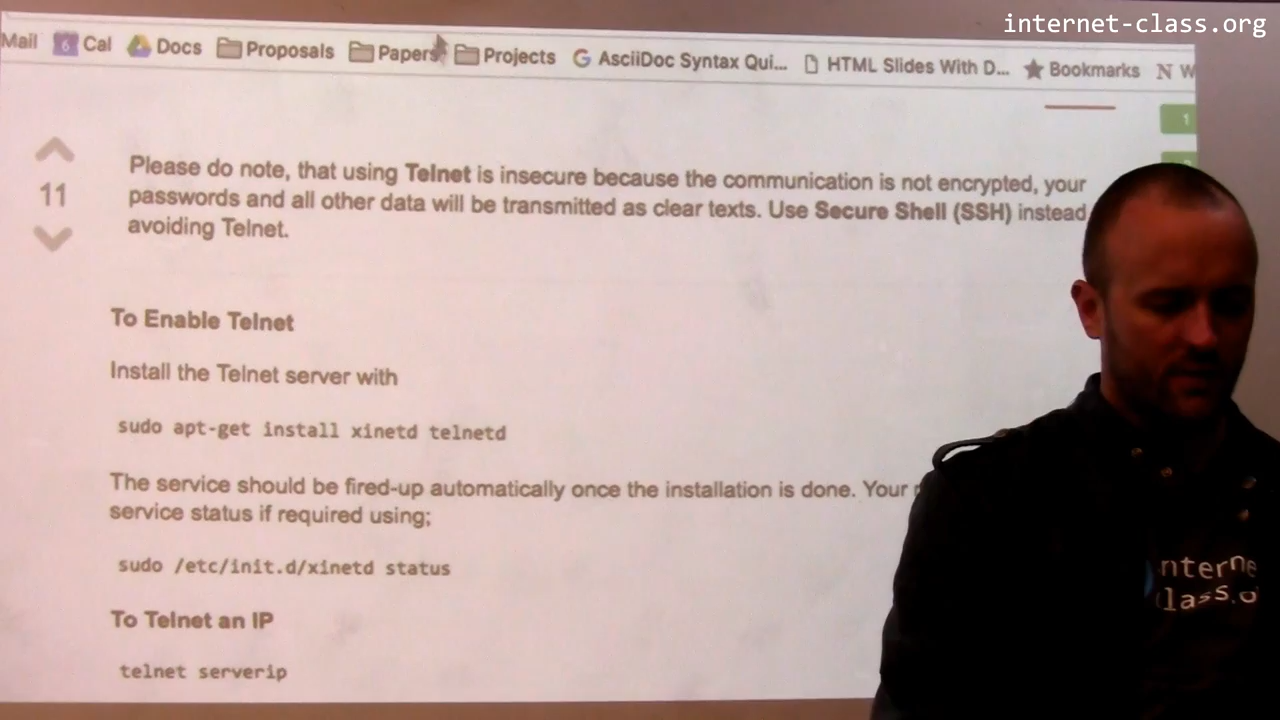 internet-class.org
Mail 6 Cal Docs Proposals Papers Projects AsciiDoc Syntax Qui... HTML Slides With D... Bookmarks N W
1
Please do note, that using Telnet is insecure because the communication is not encrypted, your
11
passwords and all other data will be transmitted as clear texts. Use Secure Shell (SSH) instead
avoiding Telnet.
To Enable Telnet
Install the Telnet server with
sudo apt-get install xinetd telnetd
The service should be fired-up automatically once the installation is done. Your
service status if required using;
sudo /etc/init.d/xinetd status
To Telnet an IP
telnet serverip
nterne
lass.o